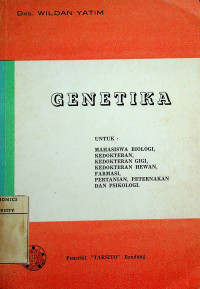 Drs. WILDAN YATIM
GENETIKA
UNTUK :
MAHASISWA BIOLOGI,
KEDOKTERAN,
KEDOKTERAN GIGI,
KEDOKTERAN HEWAN,
FARMASI,
PERTANIAN, PETERNAKAN
DAN PSIKOLOGI.
Penerbit "TARSITO" Bandung